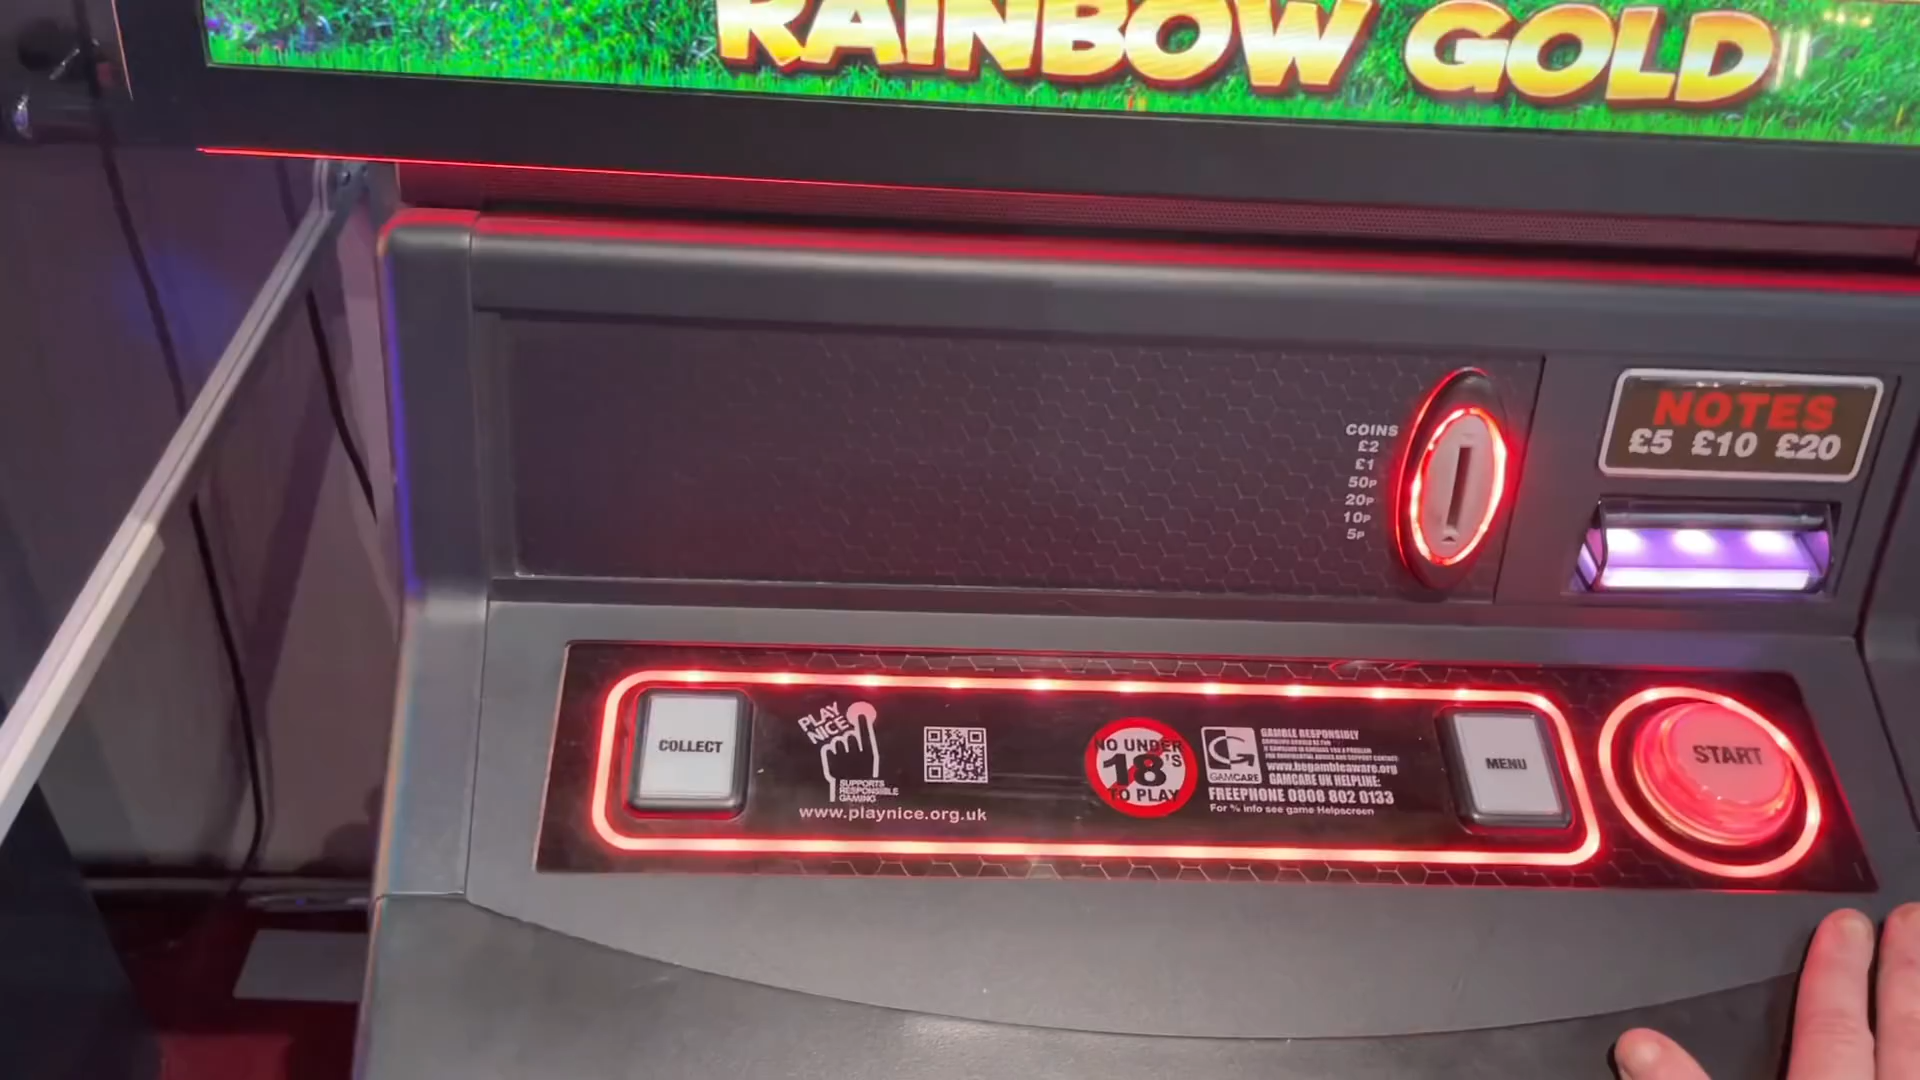 RAINBOW GOLD
COINS
£2
£1
50P
20P
10P
5P
NOTES
£5 £10 £20
COLLECT
PLAY
NICE
SUPPORTS
RESPONSIBLE
GAMING
www.playnice.org.uk
NO UNDER
18'S
TO PLAY
GAMCARE
GAMBLE RESPONSIBLY
www.begambleaware.org
GAMCARE UK HELPLINE:
FREEPHONE 0808 802 0133
For % info see game Helpscreen
MENU
START